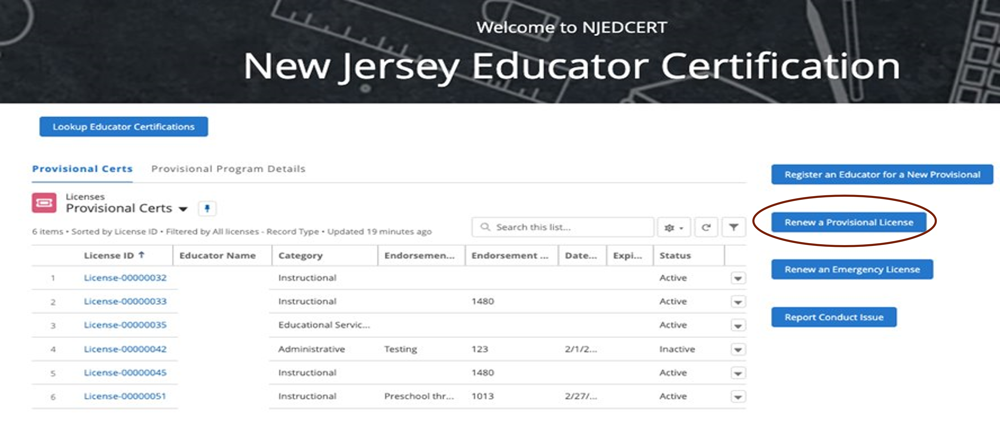 Welcome to NJEDCERT
New Jersey Educator Certification
Lookup Educator Certifications
Provisional Certs Provisional Program Details
Licenses
Provisional Certs
6 items • Sorted by License ID • Filtered by All licenses - Record Type • Updated 19 minutes ago
Search this list...
License ID Educator Name Category Endorsemen... Endorsement ... Date... Expi... Status
1 License-00000032 Instructional Active
2 License-00000033 Instructional 1480 Active
3 License-00000035 Educational Servic... Active
4 License-00000042 Administrative Testing 123 2/1/2... Inactive
5 License-00000045 Instructional 1480 Active
6 License-00000051 Instructional Preschool thr... 1013 2/27/... Active
Register an Educator for a New Provisional
Renew a Provisional License
Renew an Emergency License
Report Conduct Issue